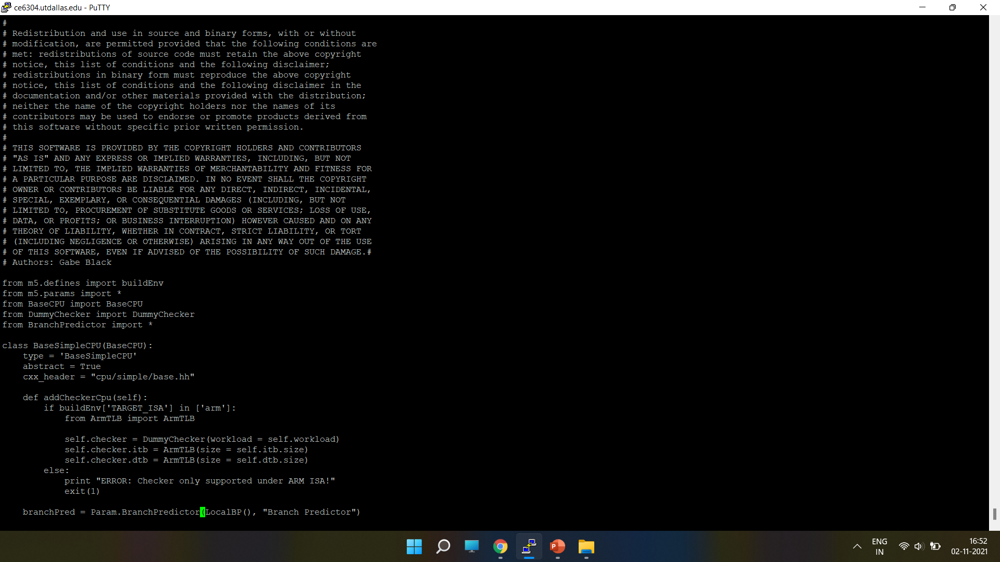 ce6304.utdallas.edu - PuTTY
#
# Redistribution and use in source and binary forms, with or without
# modification, are permitted provided that the following conditions are
# met: redistributions of source code must retain the above copyright
# notice, this list of conditions and the following disclaimer;
# redistributions in binary form must reproduce the above copyright
# notice, this list of conditions and the following disclaimer in the
# documentation and/or other materials provided with the distribution;
# neither the name of the copyright holders nor the names of its
# contributors may be used to endorse or promote products derived from
# this software without specific prior written permission.
#
# THIS SOFTWARE IS PROVIDED BY THE COPYRIGHT HOLDERS AND CONTRIBUTORS
# "AS IS" AND ANY EXPRESS OR IMPLIED WARRANTIES, INCLUDING, BUT NOT
# LIMITED TO, THE IMPLIED WARRANTIES OF MERCHANTABILITY AND FITNESS FOR
# A PARTICULAR PURPOSE ARE DISCLAIMED. IN NO EVENT SHALL THE COPYRIGHT
# OWNER OR CONTRIBUTORS BE LIABLE FOR ANY DIRECT, INDIRECT, INCIDENTAL,
# SPECIAL, EXEMPLARY, OR CONSEQUENTIAL DAMAGES (INCLUDING, BUT NOT
# LIMITED TO, PROCUREMENT OF SUBSTITUTE GOODS OR SERVICES; LOSS OF USE,
# DATA, OR PROFITS; OR BUSINESS INTERRUPTION) HOWEVER CAUSED AND ON ANY
# THEORY OF LIABILITY, WHETHER IN CONTRACT, STRICT LIABILITY, OR TORT
# (INCLUDING NEGLIGENCE OR OTHERWISE) ARISING IN ANY WAY OUT OF THE USE
# OF THIS SOFTWARE, EVEN IF ADVISED OF THE POSSIBILITY OF SUCH DAMAGE.#
# Authors: Gabe Black

from m5.defines import buildEnv
from m5.params import *
from BaseCPU import BaseCPU
from DummyChecker import DummyChecker
from BranchPredictor import *

class BaseSimpleCPU(BaseCPU):
    type = 'BaseSimpleCPU'
    abstract = True
    cxx_header = "cpu/simple/base.hh"

    def addCheckerCpu(self):
        if buildEnv['TARGET_ISA'] in ['arm']:
            from ArmTLB import ArmTLB

            self.checker = DummyChecker(workload = self.workload)
            self.checker.itb = ArmTLB(size = self.itb.size)
            self.checker.dtb = ArmTLB(size = self.dtb.size)
        else:
            print "ERROR: Checker only supported under ARM ISA!"
            exit(1)

    branchPred = Param.BranchPredictor(LocalBP(), "Branch Predictor")
P
ENG
IN
16:52
02-11-2021